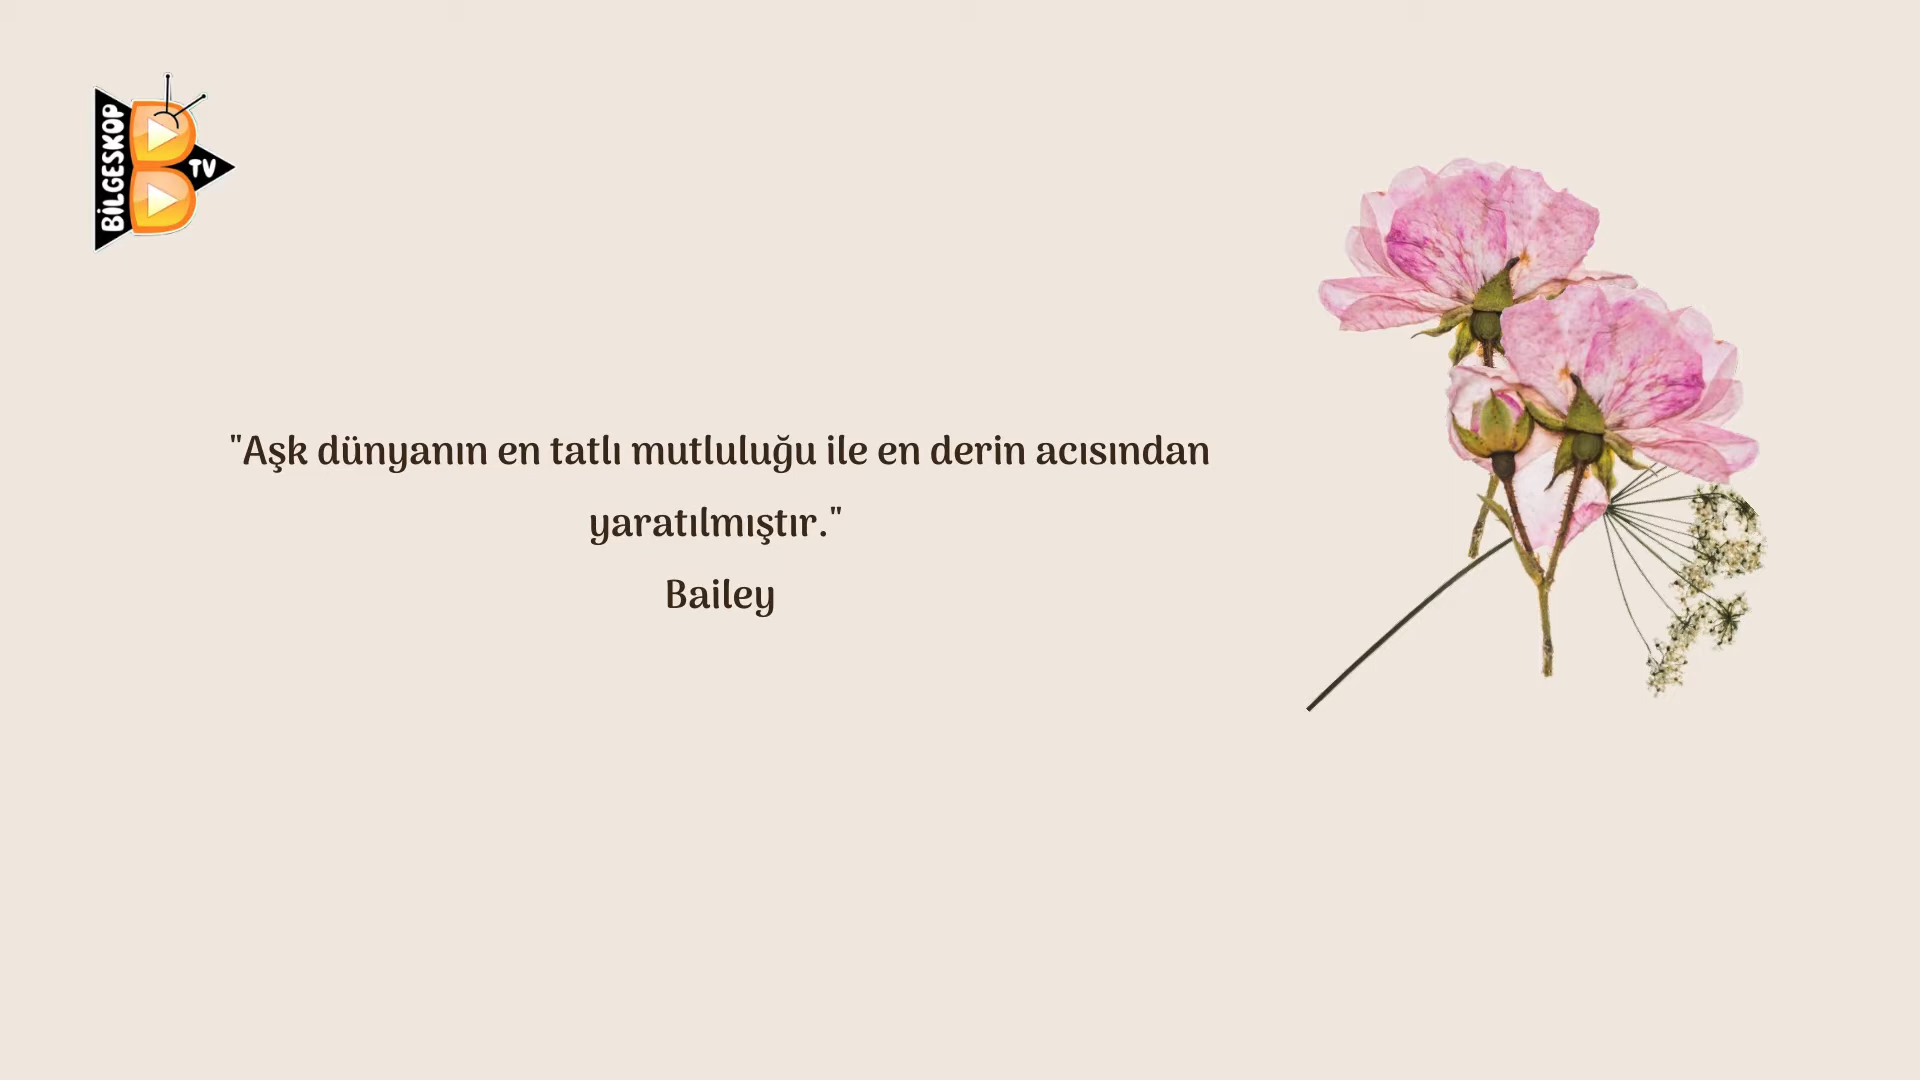 BİLGESKOP
TV
"Aşk dünyanın en tatlı mutluluğu ile en derin acısından
yaratılmıştır."
Bailey